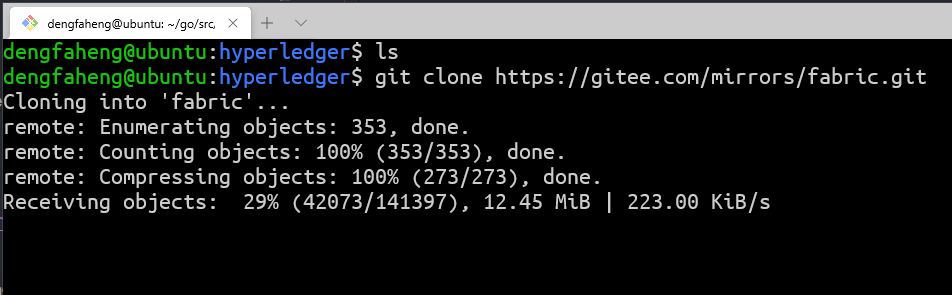 dengfaheng@ubuntu: ~/go/src,
dengfaheng@ubuntu:hyperledger$ ls
dengfaheng@ubuntu:hyperledger$ git clone https://gitee.com/mirrors/fabric.git
Cloning into 'fabric'...
remote: Enumerating objects: 353, done.
remote: Counting objects: 100% (353/353), done.
remote: Compressing objects: 100% (273/273), done.
Receiving objects:  29% (42073/141397), 12.45 MiB | 223.00 KiB/s